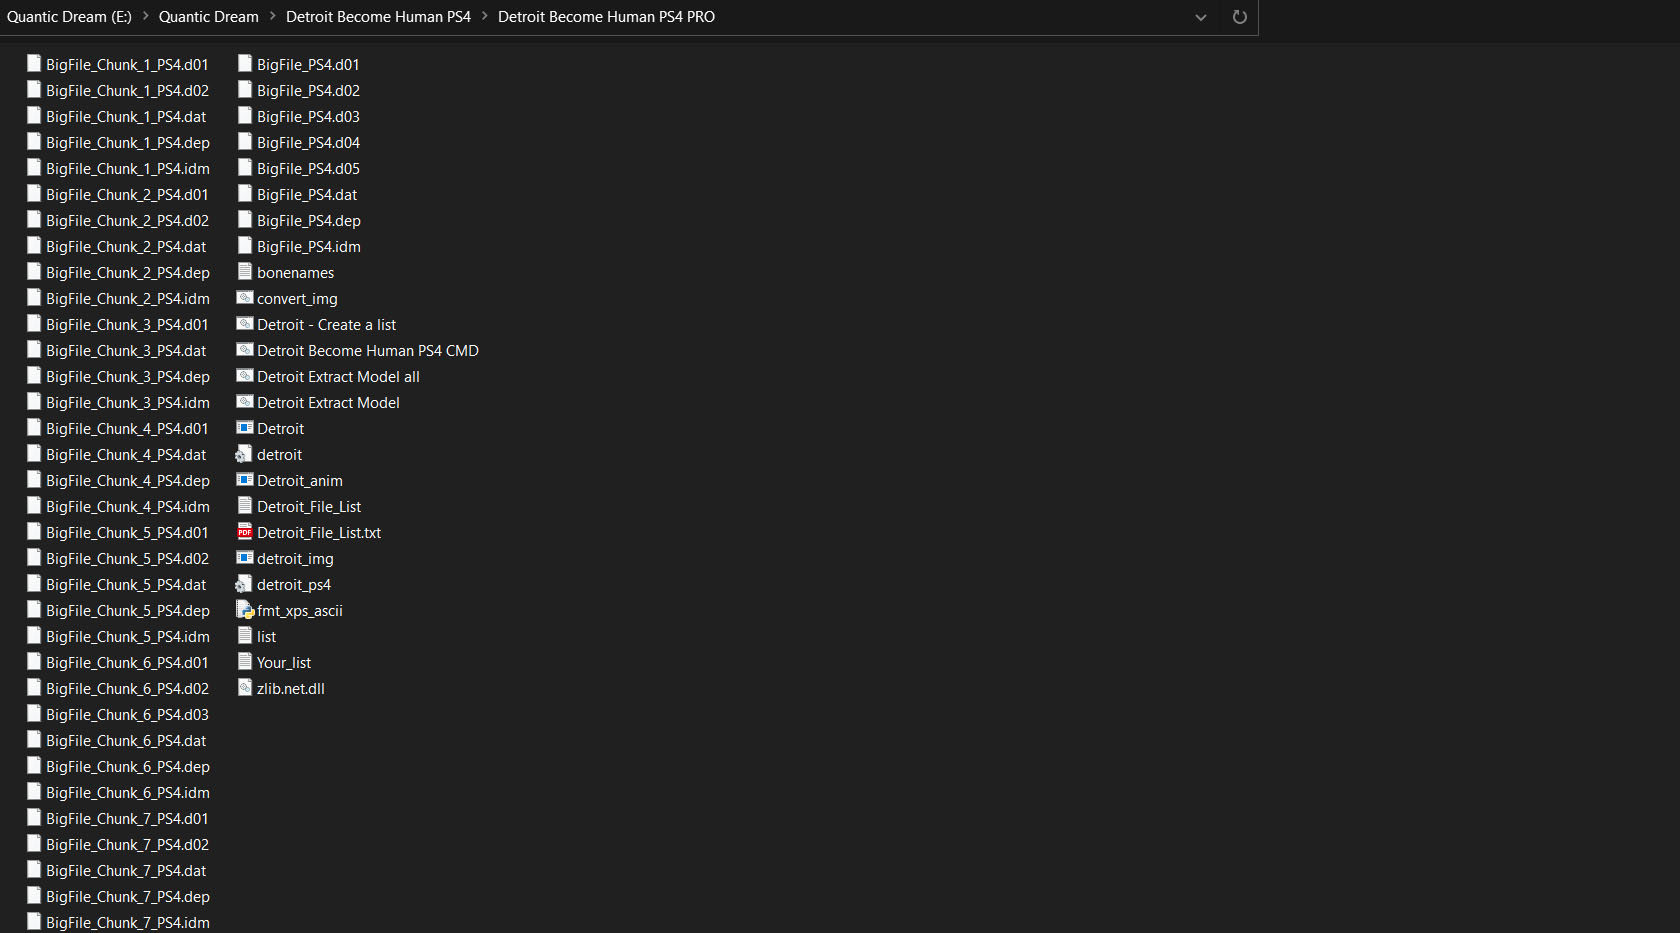 Quantic Dream (E:) > Quantic Dream > Detroit Become Human PS4 > Detroit Become Human PS4 PRO
BigFile_Chunk_1_PS4.d01
BigFile_Chunk_1_PS4.d02
BigFile_Chunk_1_PS4.dat
BigFile_Chunk_1_PS4.dep
BigFile_Chunk_1_PS4.idm
BigFile_Chunk_2_PS4.d01
BigFile_Chunk_2_PS4.d02
BigFile_Chunk_2_PS4.dat
BigFile_Chunk_2_PS4.dep
BigFile_Chunk_2_PS4.idm
BigFile_Chunk_3_PS4.d01
BigFile_Chunk_3_PS4.dat
BigFile_Chunk_3_PS4.dep
BigFile_Chunk_3_PS4.idm
BigFile_Chunk_4_PS4.d01
BigFile_Chunk_4_PS4.dat
BigFile_Chunk_4_PS4.dep
BigFile_Chunk_4_PS4.idm
BigFile_Chunk_5_PS4.d01
BigFile_Chunk_5_PS4.d02
BigFile_Chunk_5_PS4.dat
BigFile_Chunk_5_PS4.dep
BigFile_Chunk_5_PS4.idm
BigFile_Chunk_6_PS4.d01
BigFile_Chunk_6_PS4.d02
BigFile_Chunk_6_PS4.d03
BigFile_Chunk_6_PS4.dat
BigFile_Chunk_6_PS4.dep
BigFile_Chunk_6_PS4.idm
BigFile_Chunk_7_PS4.d01
BigFile_Chunk_7_PS4.d02
BigFile_Chunk_7_PS4.dat
BigFile_Chunk_7_PS4.dep
BigFile_Chunk_7_PS4.idm
BigFile_PS4.d01
BigFile_PS4.d02
BigFile_PS4.d03
BigFile_PS4.d04
BigFile_PS4.d05
BigFile_PS4.dat
BigFile_PS4.dep
BigFile_PS4.idm
bonenames
convert_img
Detroit - Create a list
Detroit Become Human PS4 CMD
Detroit Extract Model all
Detroit Extract Model
Detroit
detroit
Detroit_anim
Detroit_File_List
PDF Detroit_File_List.txt
detroit_img
detroit_ps4
fmt_xps_ascii
list
Your_list
zlib.net.dll